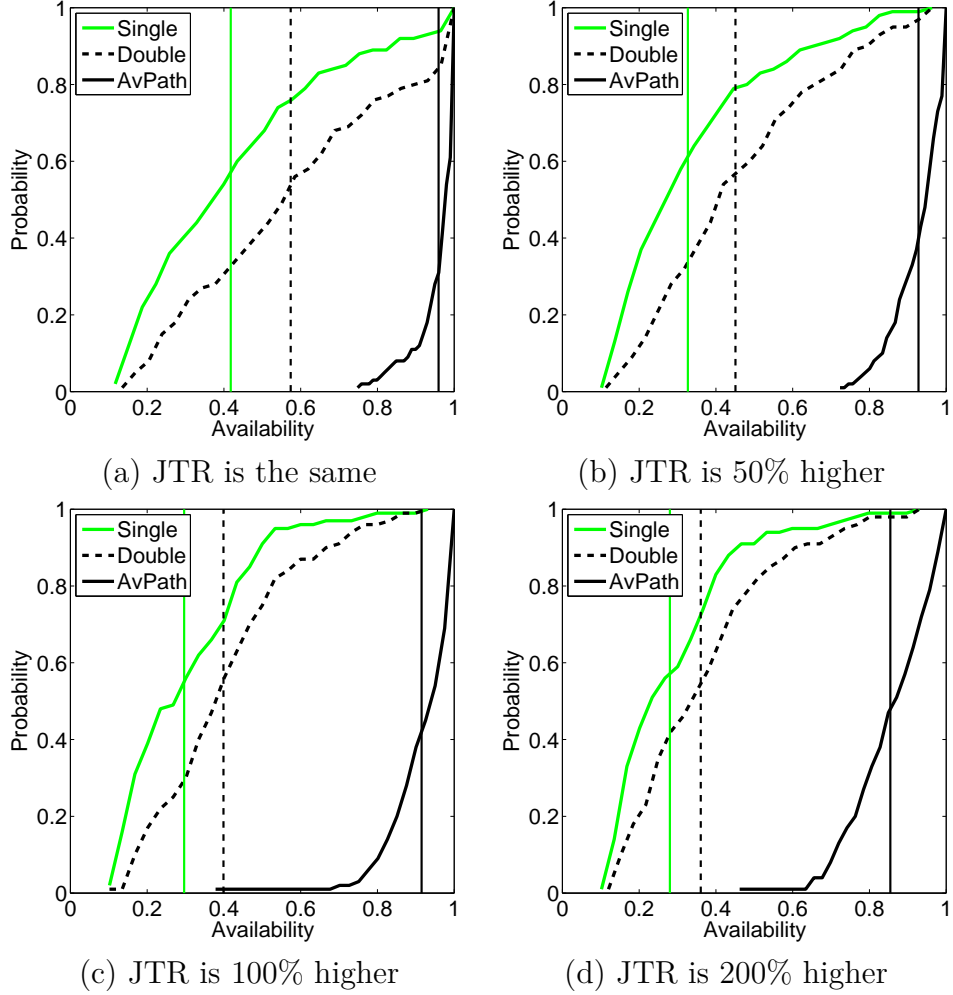 1
0.8
0.6
0.4
0.2
0
Probability
Single
Double
AvPath
0 0.2 0.4 0.6 0.8 1
Availability
(a) JTR is the same
1
0.8
0.6
0.4
0.2
0
Probability
Single
Double
AvPath
0 0.2 0.4 0.6 0.8 1
Availability
(b) JTR is 50% higher
1
0.8
0.6
0.4
0.2
0
Probability
Single
Double
AvPath
0 0.2 0.4 0.6 0.8 1
Availability
(c) JTR is 100% higher
1
0.8
0.6
0.4
0.2
0
Probability
Single
Double
AvPath
0 0.2 0.4 0.6 0.8 1
Availability
(d) JTR is 200% higher